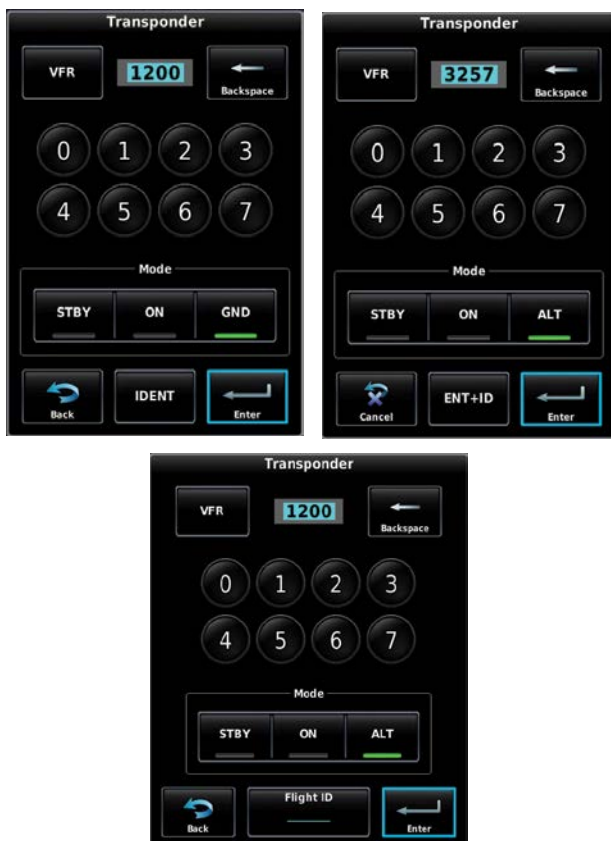 Transponder
VFR 1200 Backspace
0 1 2 3
4 5 6 7
Mode
STBY ON GND
Back IDENT Enter
Transponder
VFR 3257 Backspace
0 1 2 3
4 5 6 7
Mode
STBY ON ALT
Cancel ENT+ID Enter
Transponder
VFR 1200 Backspace
0 1 2 3
4 5 6 7
Mode
STBY ON ALT
Back Flight ID Enter